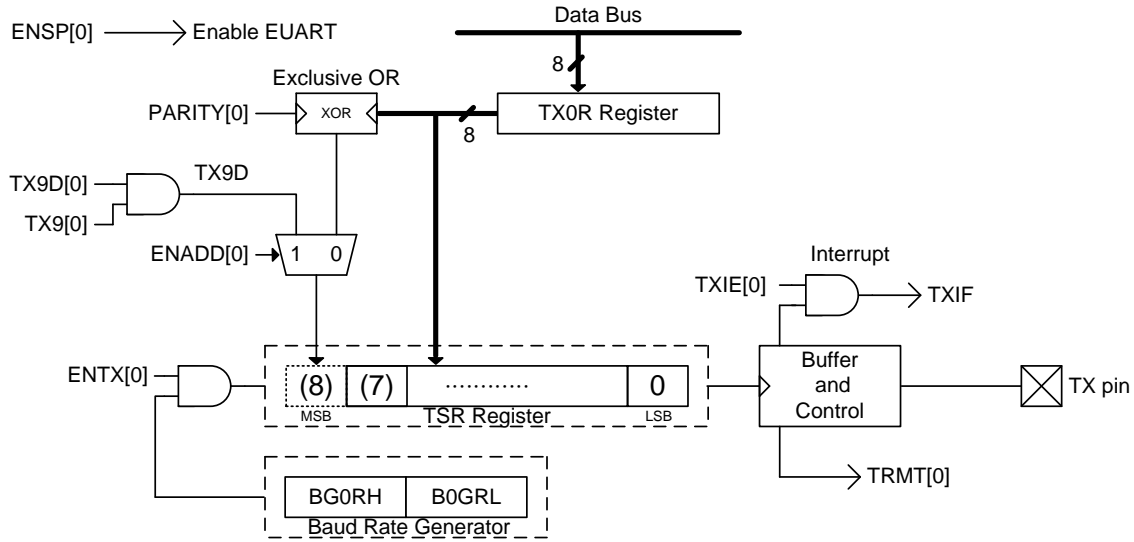 Data Bus
ENSP[0]
Enable EUART
8
Exclusive OR
PARITY[0]
XOR
8
TX0R Register
TX9D[0]
TX9D
TX9[0]
ENADD[0]
1 0
Interrupt
TXIE[0]
TXIF
ENTX[0]
(8) (7) ............ 0
MSB
TSR Register
LSB
Buffer
and
Control
TX pin
TRMT[0]
BG0RH B0GRL
Baud Rate Generator